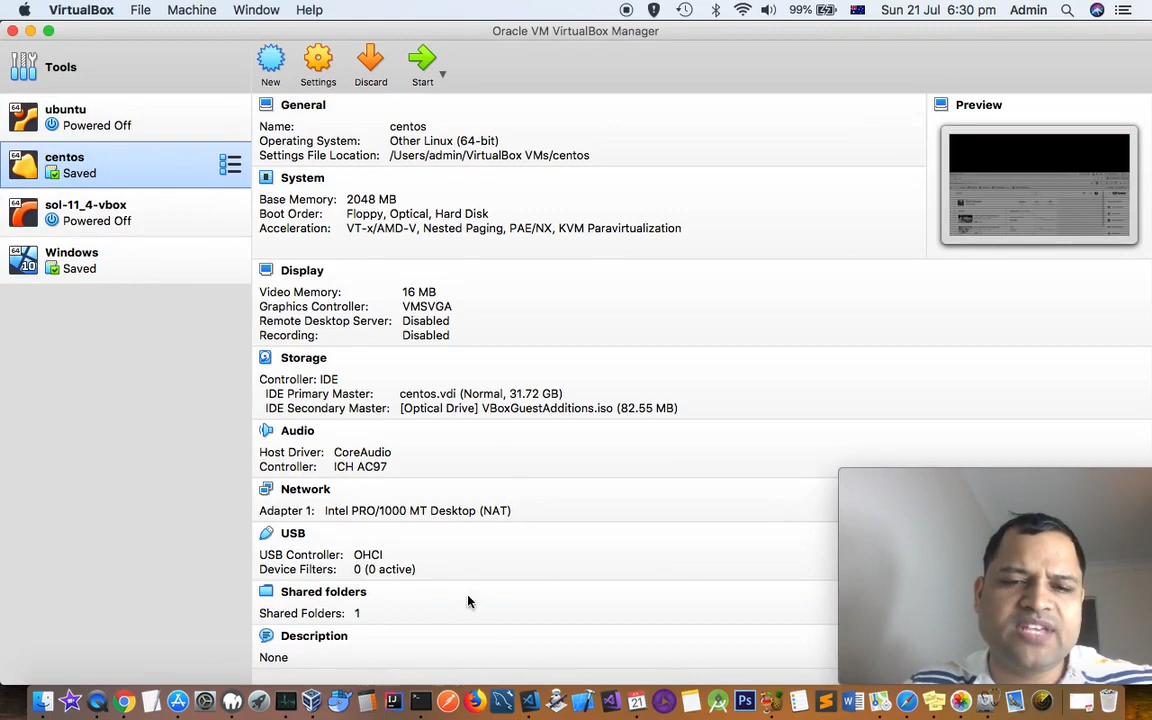 VirtualBox File Machine Window Help 99% Sun 21 Jul 6:30 pm Admin
Oracle VM VirtualBox Manager
Tools
New Settings Discard Start
64 ubuntu
Powered Off
64 centos
Saved
64 sol-11_4-vbox
Powered Off
64 10 Windows
Saved
General
Name: centos
Operating System: Other Linux (64-bit)
Settings File Location: /Users/admin/VirtualBox VMs/centos
Preview
System
Base Memory: 2048 MB
Boot Order: Floppy, Optical, Hard Disk
Acceleration: VT-x/AMD-V, Nested Paging, PAE/NX, KVM Paravirtualization
Display
Video Memory: 16 MB
Graphics Controller: VMSVGA
Remote Desktop Server: Disabled
Recording: Disabled
Storage
Controller: IDE
IDE Primary Master: centos.vdi (Normal, 31.72 GB)
IDE Secondary Master: [Optical Drive] VBoxGuestAdditions.iso (82.55 MB)
Audio
Host Driver: CoreAudio
Controller: ICH AC97
Network
Adapter 1: Intel PRO/1000 MT Desktop (NAT)
USB
USB Controller: OHCI
Device Filters: 0 (0 active)
Shared folders
Shared Folders: 1
Description
None
21 Ps W